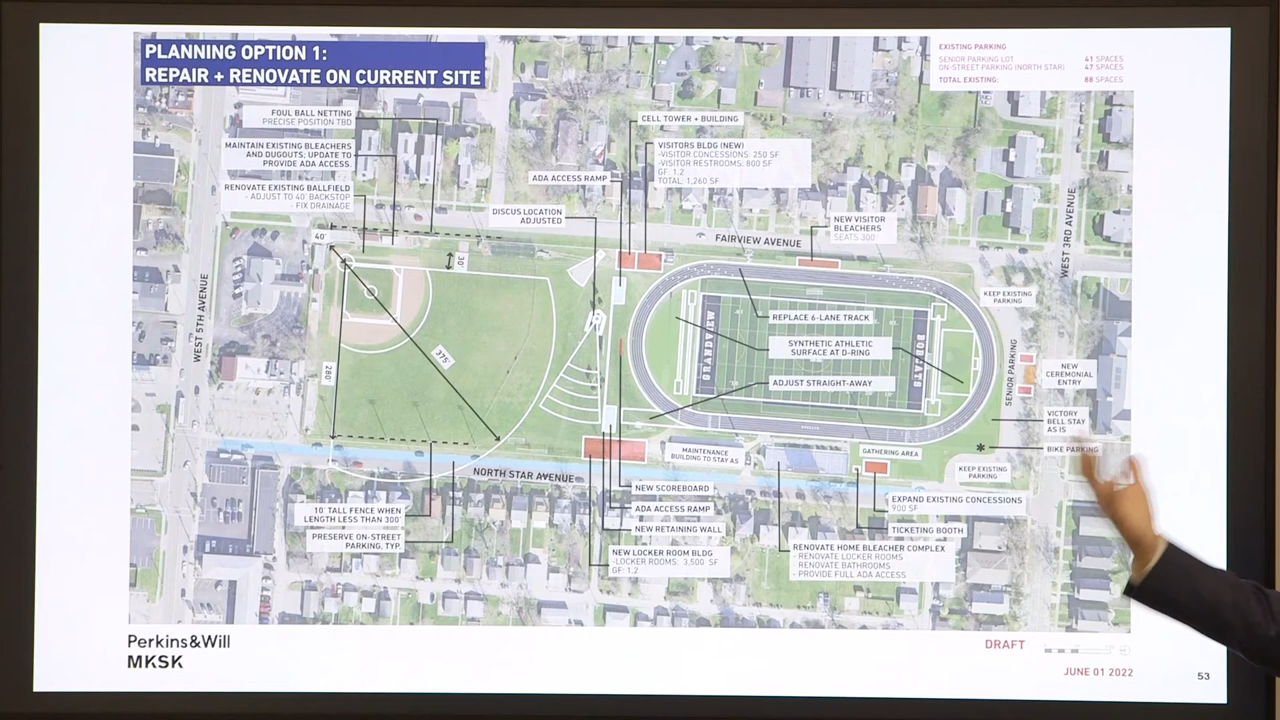 PLANNING OPTION 1:
REPAIR + RENOVATE ON CURRENT SITE
EXISTING PARKING
SENIOR PARKING LOT 41 SPACES
ON-STREET PARKING (NORTH STAR) 47 SPACES
TOTAL EXISTING: 88 SPACES
FOUL BALL NETTING
PRECISE POSITION TBD
MAINTAIN EXISTING BLEACHERS
AND DUGOUTS; UPDATE TO
PROVIDE ADA ACCESS.
RENOVATE EXISTING BALLFIELD
- ADJUST TO 40' BACKSTOP
- FIX DRAINAGE
CELL TOWER + BUILDING
VISITORS BLDG (NEW)
-VISITOR CONCESSIONS: 250 SF
-VISITOR RESTROOMS: 800 SF
GF: 1.2
TOTAL: 1,260 SF
ADA ACCESS RAMP
DISCUS LOCATION
ADJUSTED
NEW VISITOR
BLEACHERS
SEATS 300
FAIRVIEW AVENUE
WEST 3RD AVENUE
WEST 5TH AVENUE
40'
30'
375'
280'
KEEP EXISTING
PARKING
REPLACE 6-LANE TRACK
SYNTHETIC ATHLETIC
SURFACE AT D-RING
ADJUST STRAIGHT-AWAY
GRANDVIEW
BOBCATS
SENIOR PARKING
NEW
CEREMONIAL
ENTRY
VICTORY
BELL STAY
AS IS
BIKE PARKING
*
KEEP EXISTING
PARKING
GATHERING AREA
MAINTENANCE
BUILDING TO STAY AS
NORTH STAR AVENUE
NEW SCOREBOARD
ADA ACCESS RAMP
NEW RETAINING WALL
NEW LOCKER ROOM BLDG
-LOCKER ROOMS: 3,500 SF
GF: 1.2
10' TALL FENCE WHEN
LENGTH LESS THAN 300'
PRESERVE ON-STREET
PARKING, TYP.
EXPAND EXISTING CONCESSIONS
900 SF
TICKETING BOOTH
RENOVATE HOME BLEACHER COMPLEX
- RENOVATE LOCKER ROOMS
- RENOVATE BATHROOMS
- PROVIDE FULL ADA ACCESS
Perkins&Will
MKSK
DRAFT
JUNE 01 2022
53